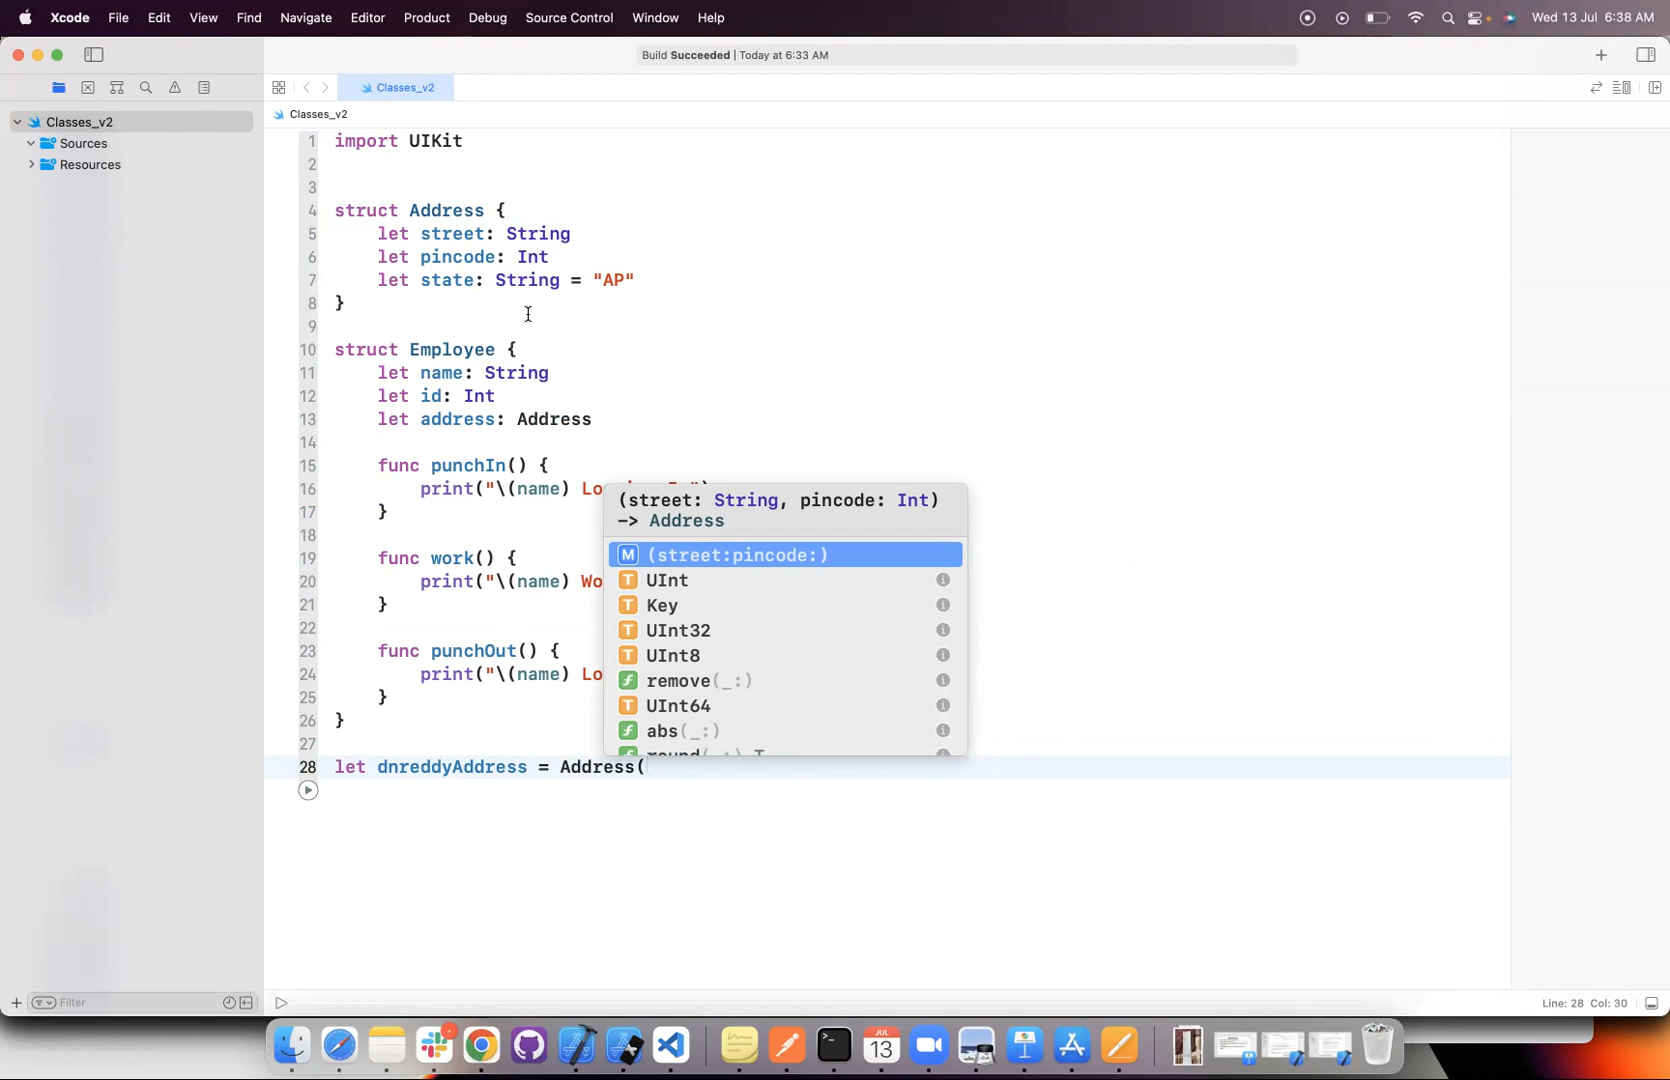 Xcode File Edit View Find Navigate Editor Product Debug Source Control Window Help Wed 13 Jul 6:38 AM
Build Succeeded | Today at 6:33 AM
Classes_v2
Classes_v2
Classes_v2
Sources
Resources
1 import UIKit
2
3
4 struct Address {
5 let street: String
6 let pincode: Int
7 let state: String = "AP"
8 }
9
10 struct Employee {
11 let name: String
12 let id: Int
13 let address: Address
14
15 func punchIn() {
16 print("\(name) Lo
17 }
18
19 func work() {
20 print("\(name) Wo
21 }
22
23 func punchOut() {
24 print("\(name) Lo
25 }
26 }
27
28 let dnreddyAddress = Address(
(street: String, pincode: Int)
-> Address
M (street:pincode:)
T UInt
T Key
T UInt32
T UInt8
f remove(_:)
T UInt64
f abs(_:)
Filter
Line: 28 Col: 30
JUL
13